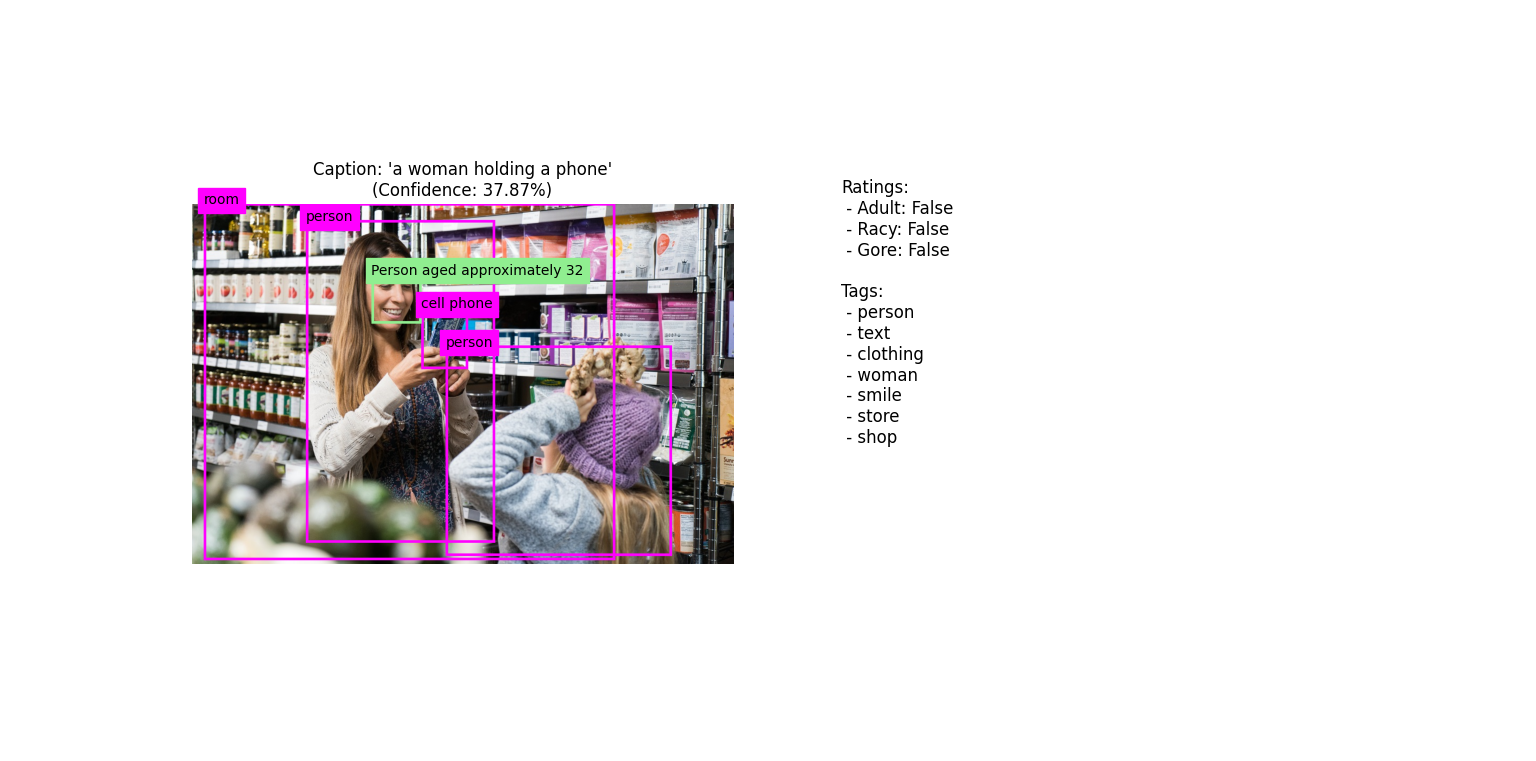 Caption: 'a woman holding a phone'
(Confidence: 37.87%)
room
person
Person aged approximately 32
cell phone
person
Ratings:
- Adult: False
- Racy: False
- Gore: False
Tags:
- person
- text
- clothing
- woman
- smile
- store
- shop